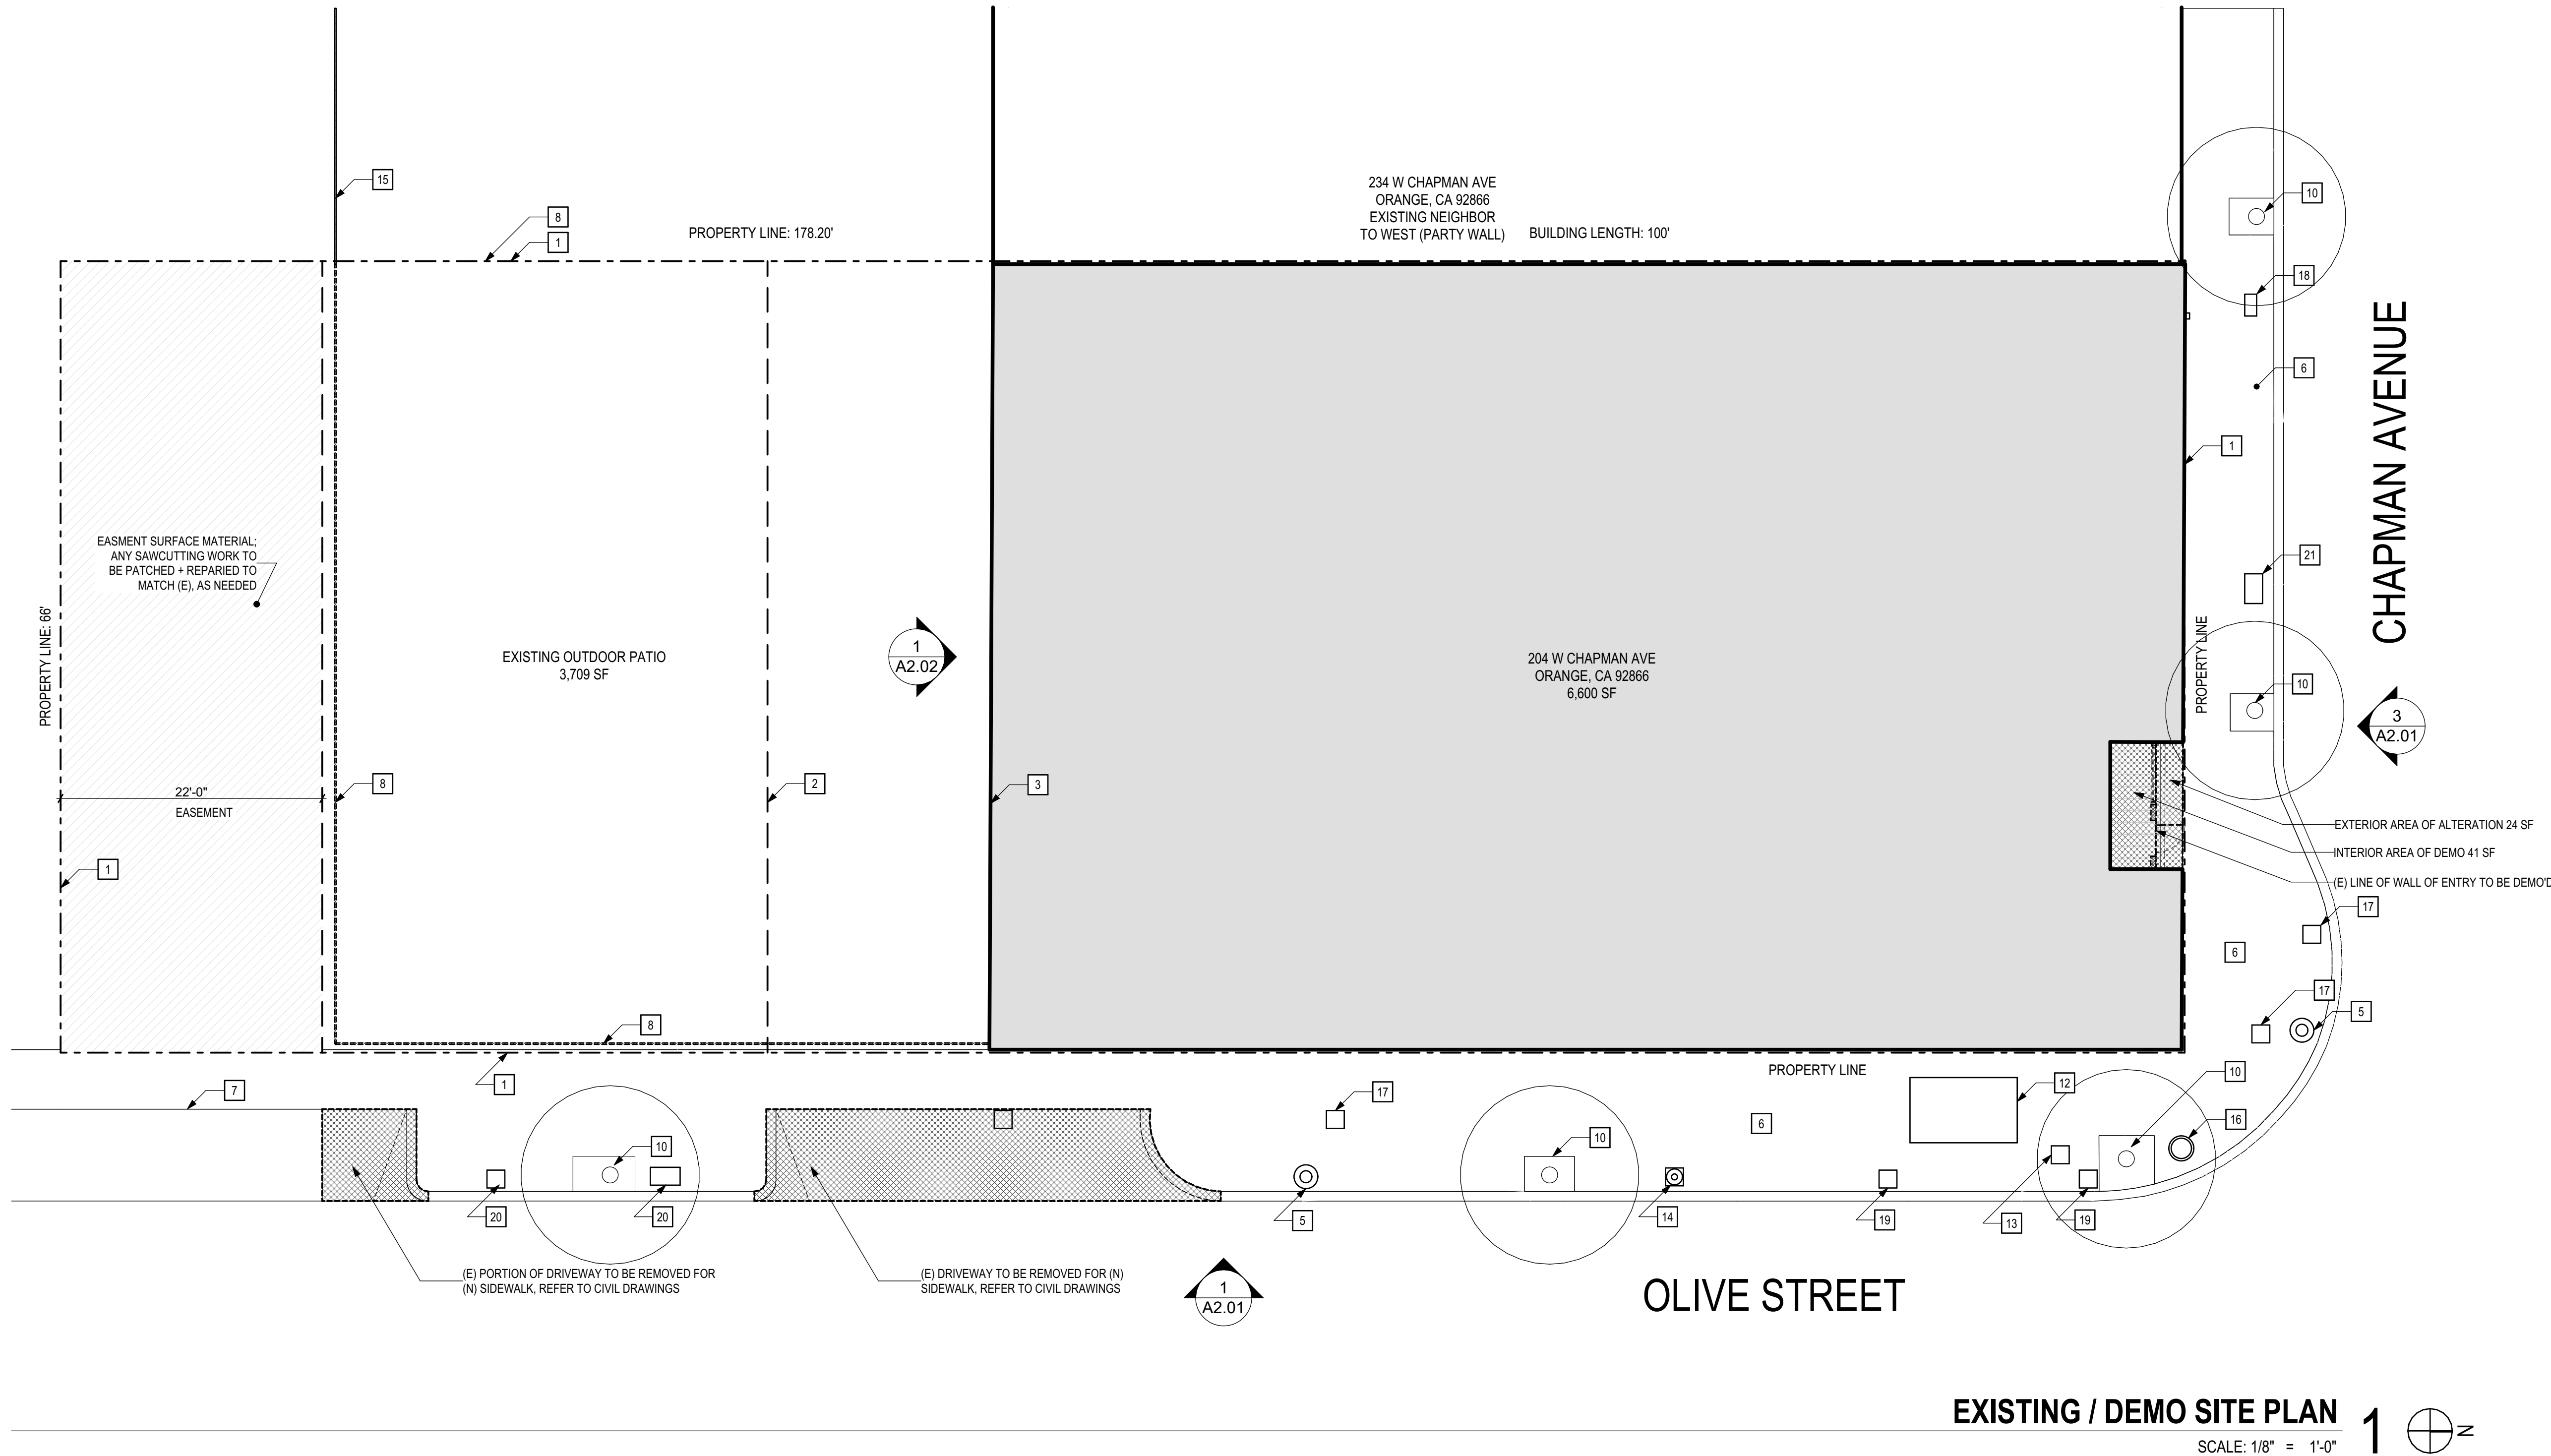 15
8
1
PROPERTY LINE: 178.20'
234 W CHAPMAN AVE
ORANGE, CA 92866
EXISTING NEIGHBOR
TO WEST (PARTY WALL)
BUILDING LENGTH: 100'
10
18
6
1
21
10
CHAPMAN AVENUE
PROPERTY LINE
3
A2.01
EASMENT SURFACE MATERIAL;
ANY SAWCUTTING WORK TO
BE PATCHED + REPARIED TO
MATCH (E), AS NEEDED
PROPERTY LINE: 66'
EXISTING OUTDOOR PATIO
3,709 SF
1
A2.02
204 W CHAPMAN AVE
ORANGE, CA 92866
6,600 SF
22'-0"
EASEMENT
8
2
3
1
EXTERIOR AREA OF ALTERATION 24 SF
INTERIOR AREA OF DEMO 41 SF
(E) LINE OF WALL OF ENTRY TO BE DEMO'D
17
6
17
5
8
7
1
PROPERTY LINE
12
10
16
17
6
10
10
20
20
5
14
19
13
19
(E) PORTION OF DRIVEWAY TO BE REMOVED FOR
(N) SIDEWALK, REFER TO CIVIL DRAWINGS
(E) DRIVEWAY TO BE REMOVED FOR (N)
SIDEWALK, REFER TO CIVIL DRAWINGS
1
A2.01
OLIVE STREET
EXISTING / DEMO SITE PLAN
1
N
SCALE: 1/8" = 1'-0"